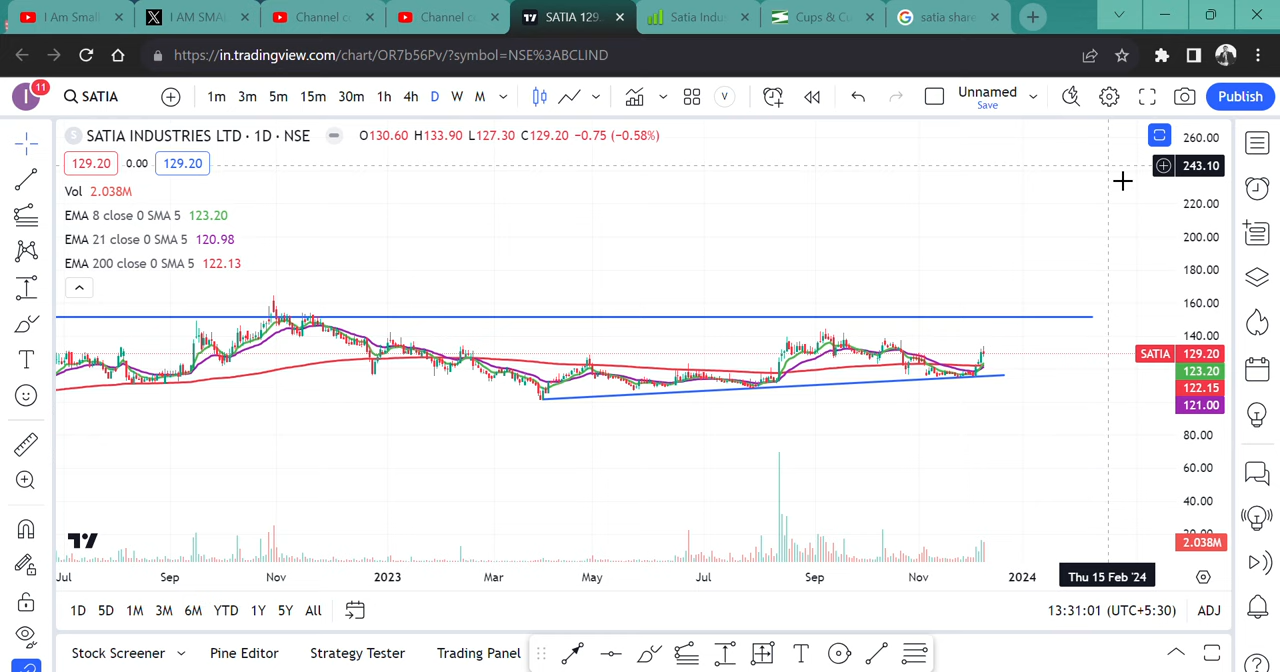 I Am Small
I AM SMA
Channel c
Channel c
SATIA 129.
Satia Indus
Cups & Cu
satia share
https://in.tradingview.com/chart/OR7b56Pv/?symbol=NSE%3ABCLIND
I 11 SATIA 1m 3m 5m 15m 30m 1h 4h D W M V Unnamed Save Publish
S SATIA INDUSTRIES LTD · 1D · NSE O130.60 H133.90 L127.30 C129.20 −0.75 (−0.58%)
129.20 0.00 129.20
Vol 2.038M
EMA 8 close 0 SMA 5 123.20
EMA 21 close 0 SMA 5 120.98
EMA 200 close 0 SMA 5 122.13
260.00
243.10
220.00
200.00
180.00
160.00
140.00
SATIA 129.20
123.20
122.15
121.00
80.00
60.00
40.00
20.00
2.038M
Jul Sep Nov 2023 Mar May Jul Sep Nov 2024 Thu 15 Feb '24
1D 5D 1M 3M 6M YTD 1Y 5Y All 13:31:01 (UTC+5:30) ADJ
Stock Screener Pine Editor Strategy Tester Trading Panel